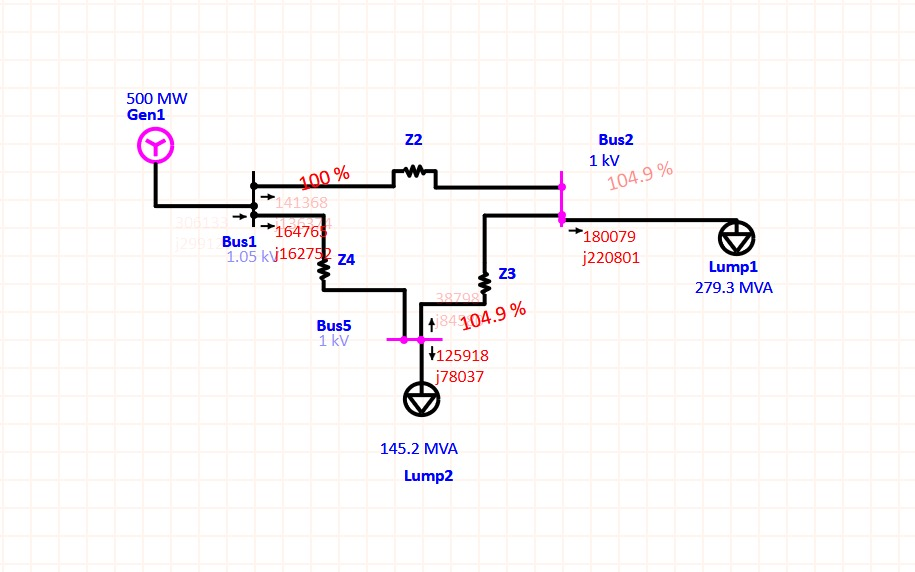 500 MW
Gen1
Z2
Bus2
1 kV
100 %
104.9 %
141368
164768
j162752
Bus1
1.05 kV
Z4
180079
j220801
Lump1
279.3 MVA
Z3
38798
104.9 %
Bus5
1 kV
125918
j78037
145.2 MVA
Lump2